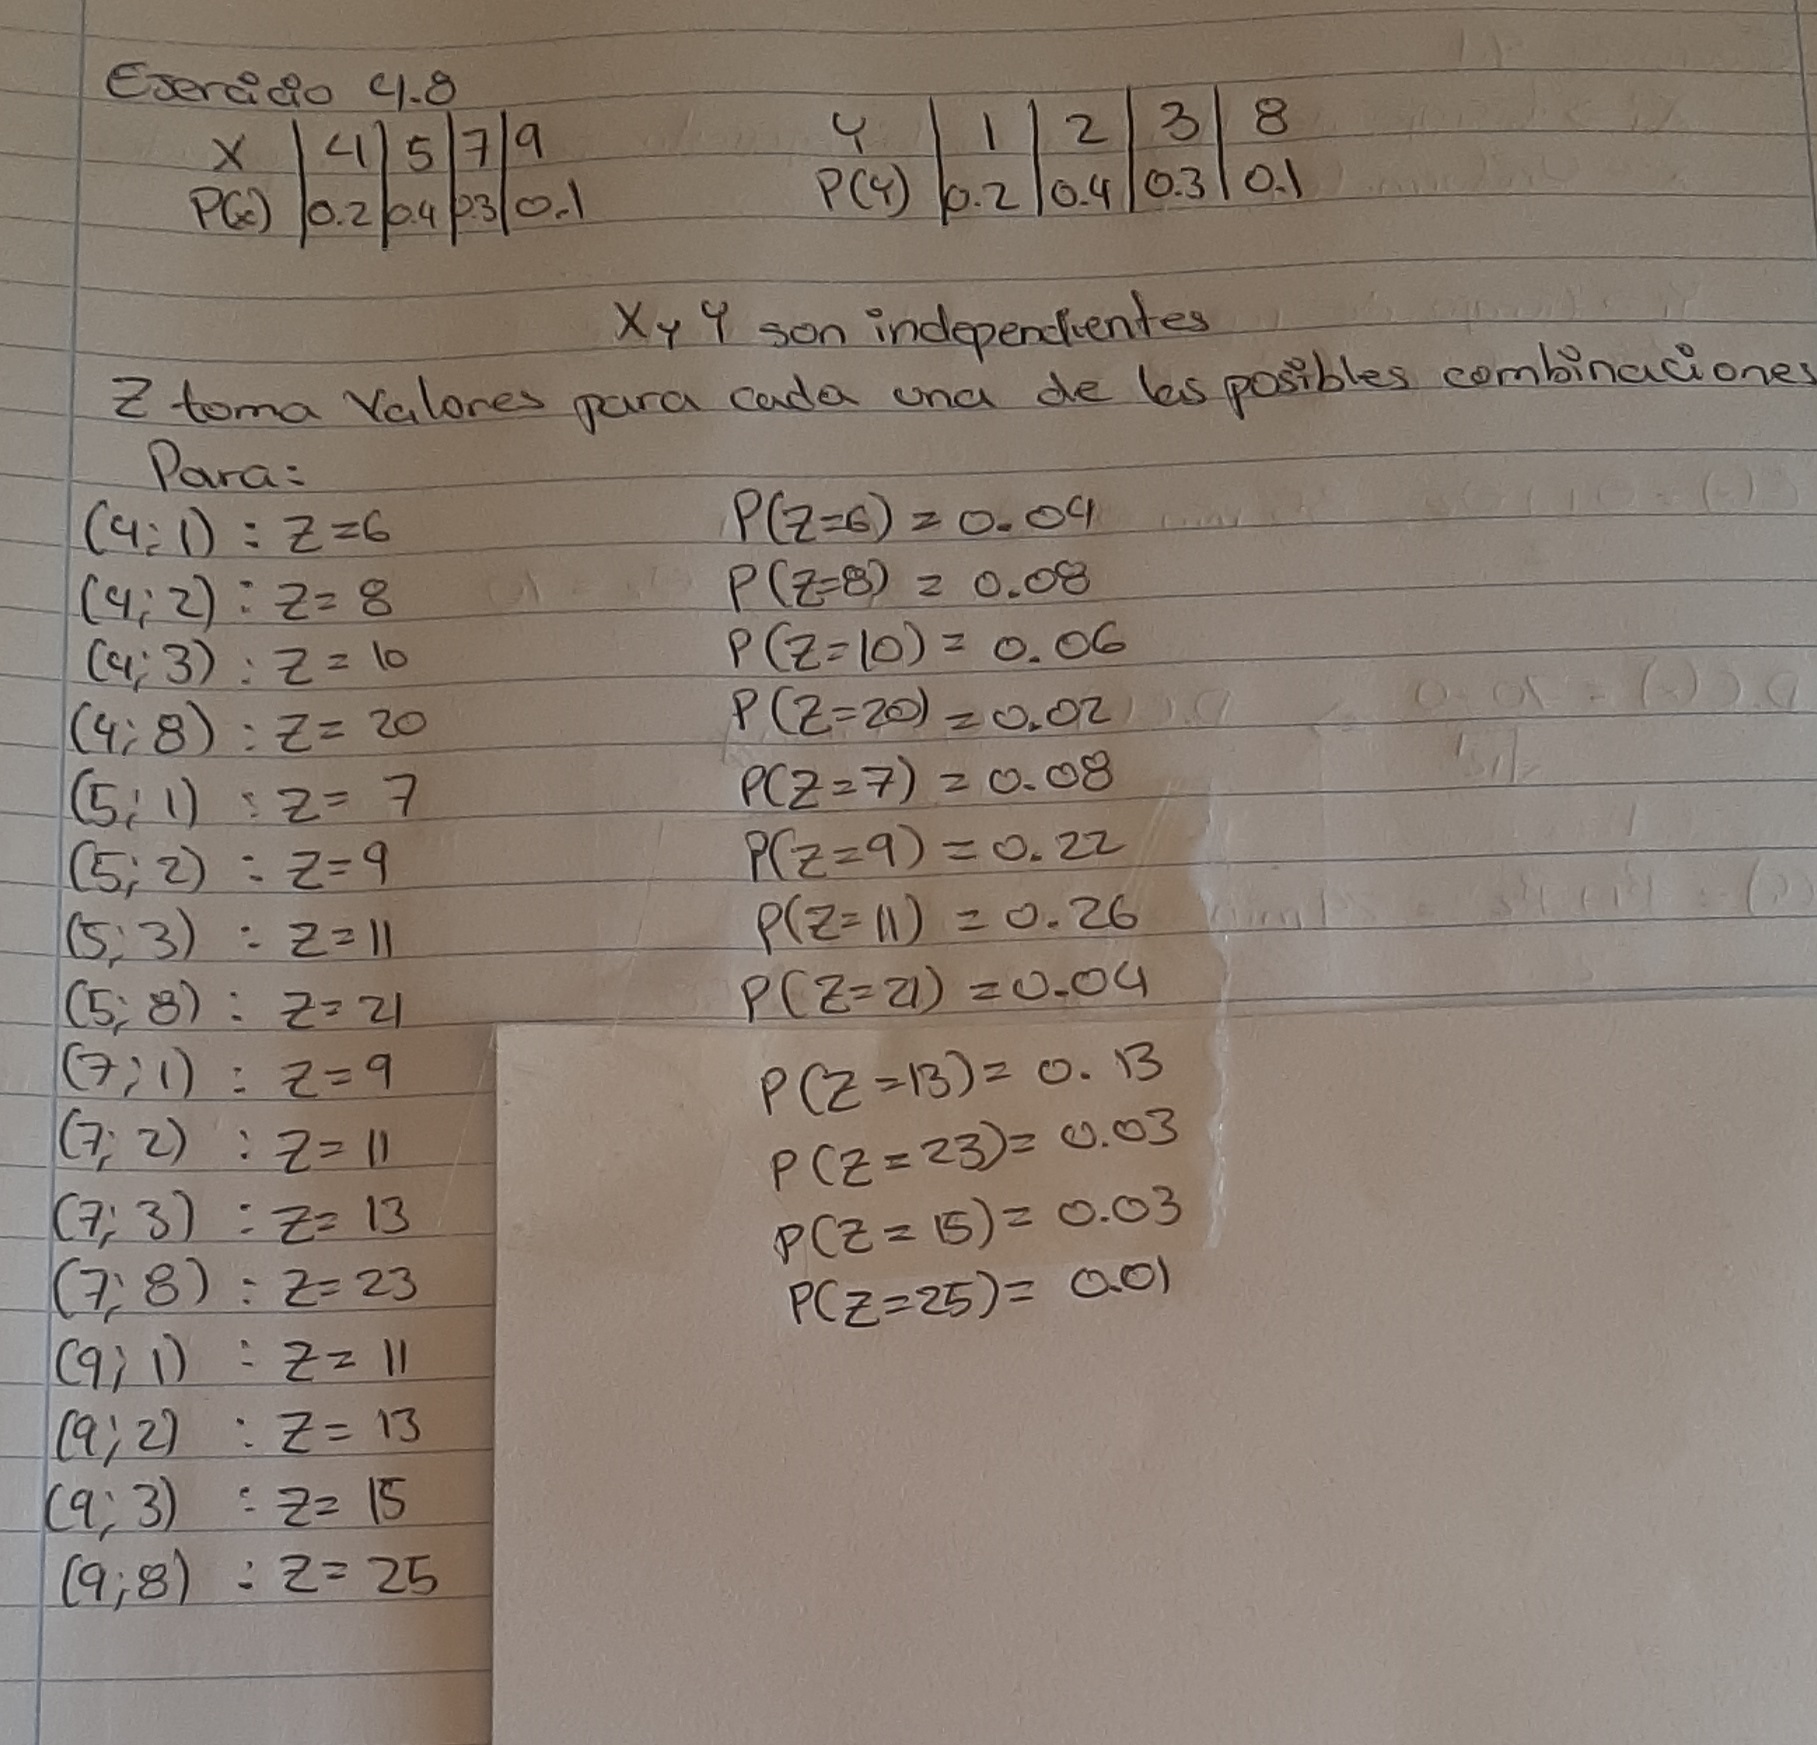 Ejercicio 4.8
X | 4 | 5 | 7 | 9
P(x) | 0.2 | 0.4 | 0.3 | 0.1
Y | 1 | 2 | 3 | 8
P(Y) | 0.2 | 0.4 | 0.3 | 0.1
X y Y son independientes
Z toma valores para cada una de las posibles combinaciones
Para:
(4;1) : Z=6
(4;2) : Z=8
(4;3) : Z=10
(4;8) : Z=20
(5;1) : Z=7
(5;2) : Z=9
(5;3) : Z=11
(5;8) : Z=21
(7;1) : Z=9
(7;2) : Z=11
(7;3) : Z=13
(7;8) : Z=23
(9;1) : Z=11
(9;2) : Z=13
(9;3) : Z=15
(9;8) : Z=25
P(Z=6) = 0.04
P(Z=8) = 0.08
P(Z=10) = 0.06
P(Z=20) = 0.02
P(Z=7) = 0.08
P(Z=9) = 0.22
P(Z=11) = 0.26
P(Z=21) = 0.04
P(Z=13) = 0.13
P(Z=23) = 0.03
P(Z=15) = 0.03
P(Z=25) = 0.01